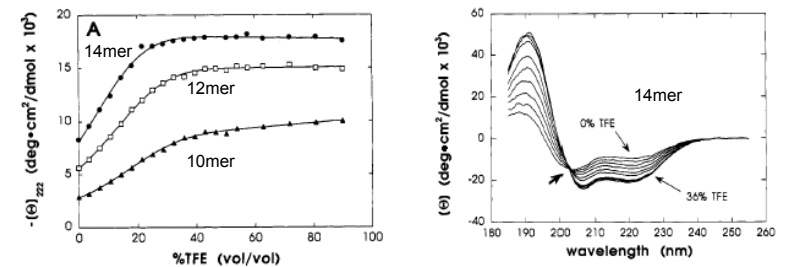 A
14mer
12mer
10mer
-[Θ]222 (deg•cm²/dmol x 10³)
20
15
10
5
0
0 20 40 60 80 100
%TFE (vol/vol)
14mer
0% TFE
36% TFE
(Θ) (deg•cm²/dmol x 10³)
60
40
20
0
-20
-40
180 190 200 210 220 230 240 250 260
wavelength (nm)